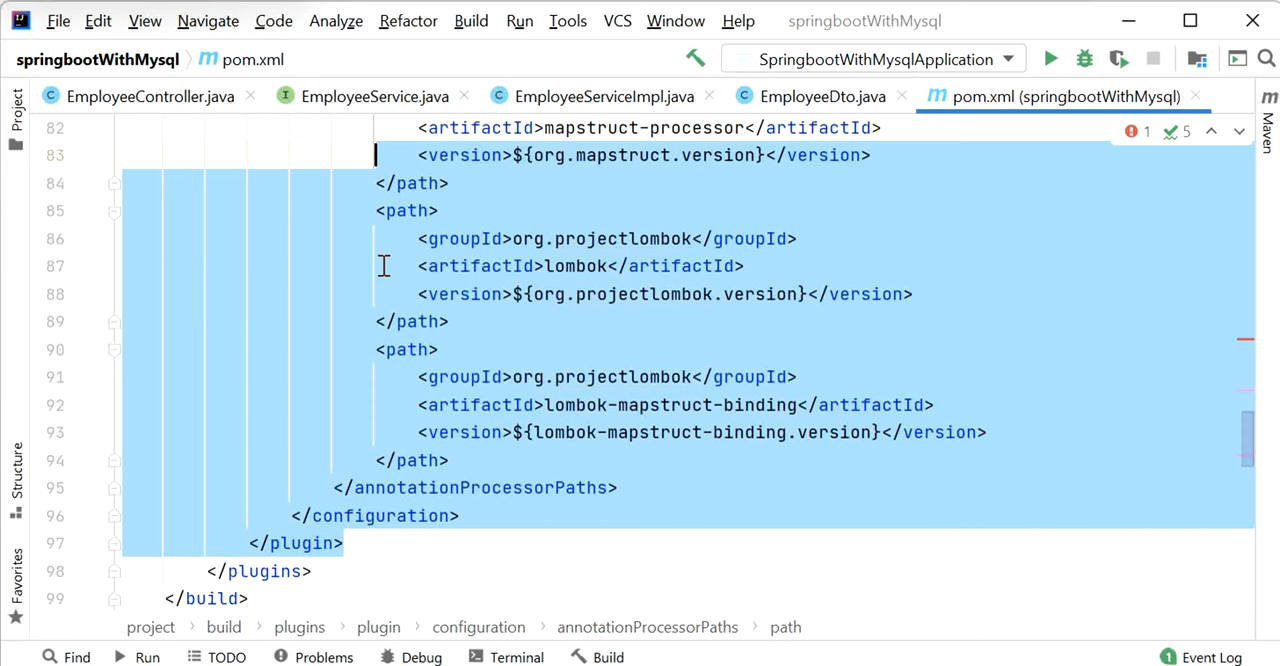 File Edit View Navigate Code Analyze Refactor Build Run Tools VCS Window Help springbootWithMysql
springbootWithMysql pom.xml SpringbootWithMysqlApplication
EmployeeController.java EmployeeService.java EmployeeServiceImpl.java EmployeeDto.java pom.xml (springbootWithMysql)
Project
Structure
Favorites
Maven
1 5
82 <artifactId>mapstruct-processor</artifactId>
83 <version>${org.mapstruct.version}</version>
84 </path>
85 <path>
86 <groupId>org.projectlombok</groupId>
87 <artifactId>lombok</artifactId>
88 <version>${org.projectlombok.version}</version>
89 </path>
90 <path>
91 <groupId>org.projectlombok</groupId>
92 <artifactId>lombok-mapstruct-binding</artifactId>
93 <version>${lombok-mapstruct-binding.version}</version>
94 </path>
95 </annotationProcessorPaths>
96 </configuration>
97 </plugin>
98 </plugins>
99 </build>
project build plugins plugin configuration annotationProcessorPaths path
Find Run TODO Problems Debug Terminal Build 1 Event Log